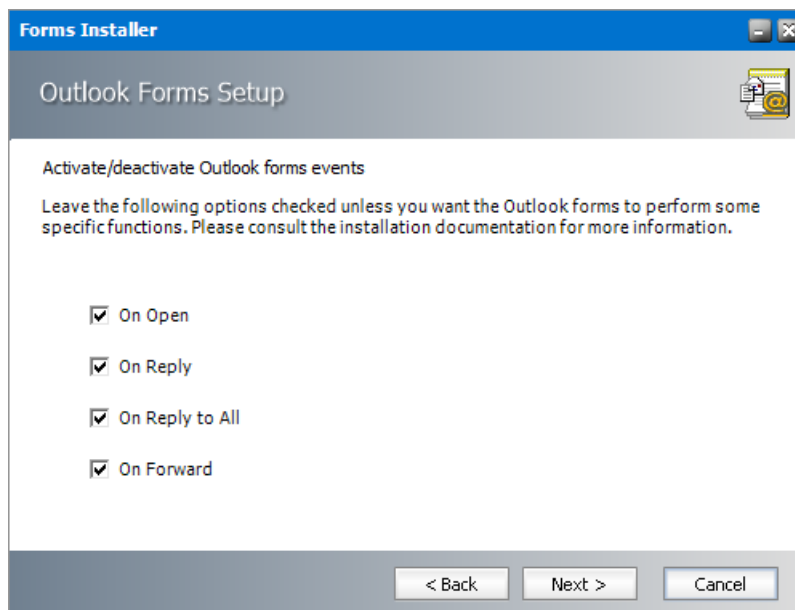 Forms Installer
Outlook Forms Setup
Activate/deactivate Outlook forms events
Leave the following options checked unless you want the Outlook forms to perform some
specific functions. Please consult the installation documentation for more information.
On Open
On Reply
On Reply to All
On Forward
< Back Next > Cancel